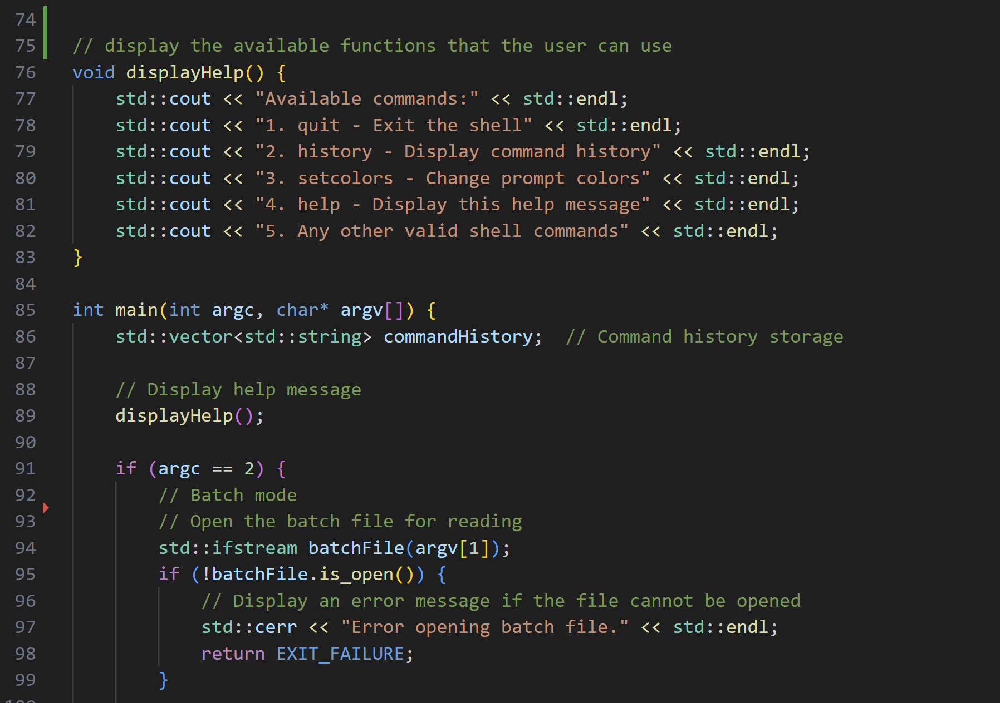 74
75 // display the available functions that the user can use
76 void displayHelp() {
77     std::cout << "Available commands:" << std::endl;
78     std::cout << "1. quit - Exit the shell" << std::endl;
79     std::cout << "2. history - Display command history" << std::endl;
80     std::cout << "3. setcolors - Change prompt colors" << std::endl;
81     std::cout << "4. help - Display this help message" << std::endl;
82     std::cout << "5. Any other valid shell commands" << std::endl;
83 }
84
85 int main(int argc, char* argv[]) {
86     std::vector<std::string> commandHistory;  // Command history storage
87
88     // Display help message
89     displayHelp();
90
91     if (argc == 2) {
92         // Batch mode
93         // Open the batch file for reading
94         std::ifstream batchFile(argv[1]);
95         if (!batchFile.is_open()) {
96             // Display an error message if the file cannot be opened
97             std::cerr << "Error opening batch file." << std::endl;
98             return EXIT_FAILURE;
99         }